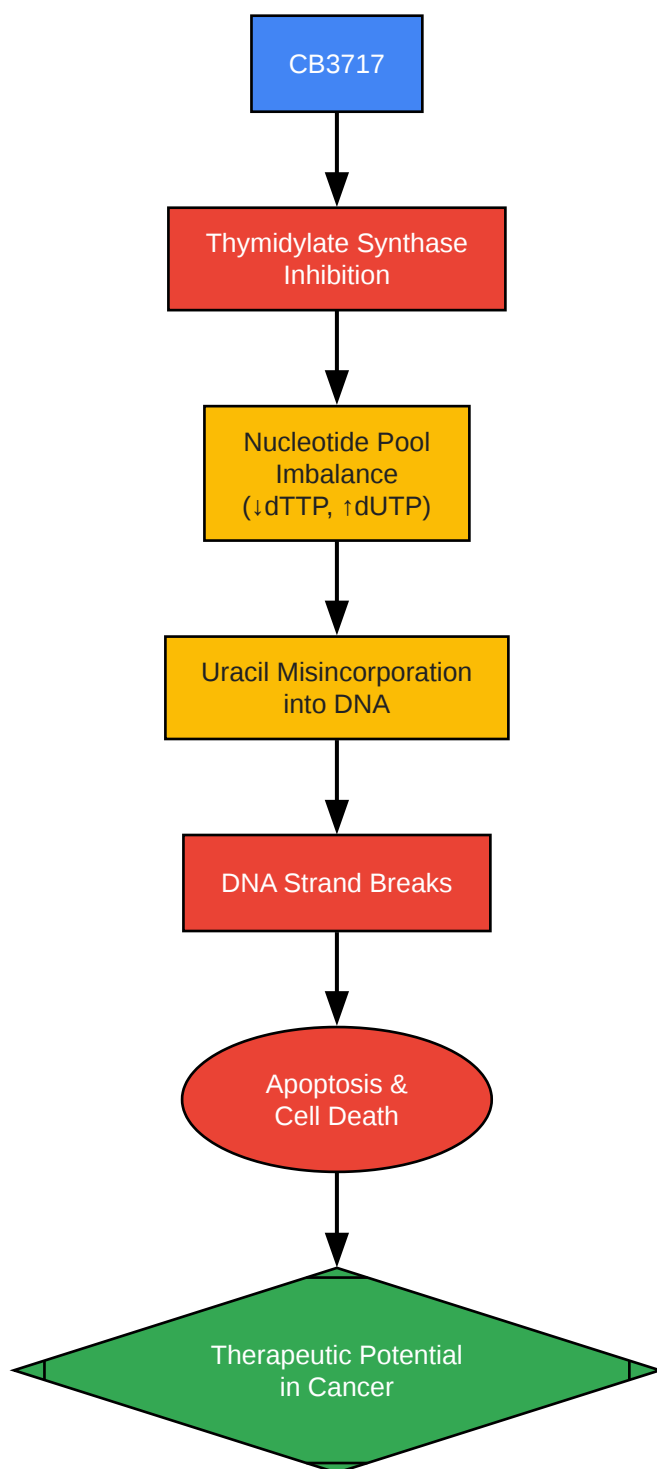 CB3717
Thymidylate Synthase
Inhibition
Nucleotide Pool
Imbalance
(↓dTTP, ↑dUTP)
Uracil Misincorporation
into DNA
DNA Strand Breaks
Apoptosis &
Cell Death
Therapeutic Potential
in Cancer